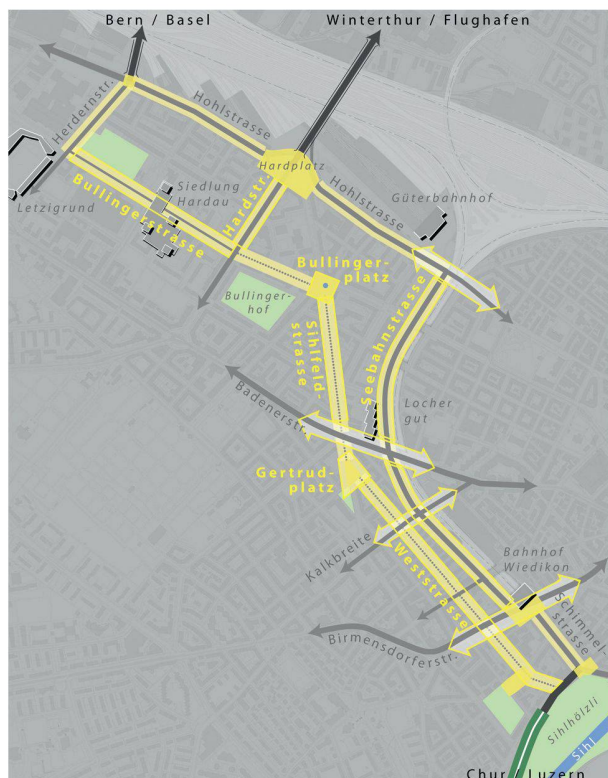 Bern / Basel
Winterthur / Flughafen
Herdernstr.
Hohlstrasse
Hardplatz
Hohlstrasse
Güterbahnhof
Letzigrund
Bullingerstrasse
Siedlung
Hardau
Hardstr.
Bullinger-
platz
Bullinger-
hof
Sihlfeld-
strasse
Seebahnstrasse
Badenerstr.
Locher
gut
Gertrud-
platz
Kalkbreite
Weststrasse
Bahnhof
Wiedikon
Schimmel-
strasse
Birmensdorferstr.
Sihlhölzli
Sihl
Chur / Luzern